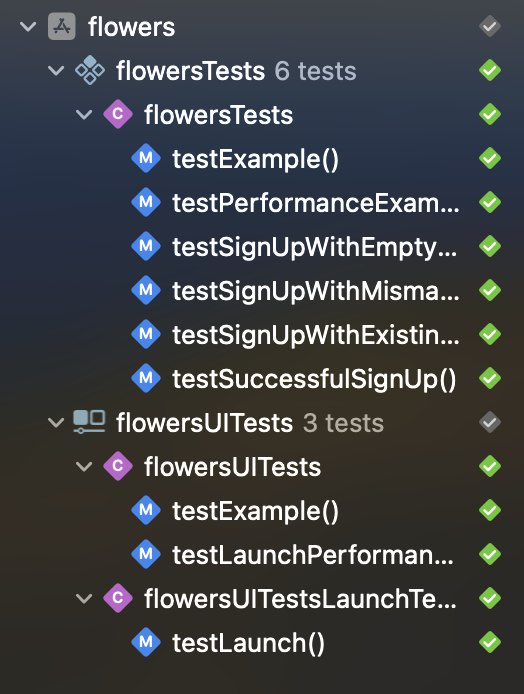 flowers
flowersTests 6 tests
C flowersTests
M testExample()
M testPerformanceExam...
M testSignUpWithEmpty...
M testSignUpWithMisma...
M testSignUpWithExistin...
M testSuccessfulSignUp()
flowersUITests 3 tests
C flowersUITests
M testExample()
M testLaunchPerforman...
C flowersUITestsLaunchTe...
M testLaunch()